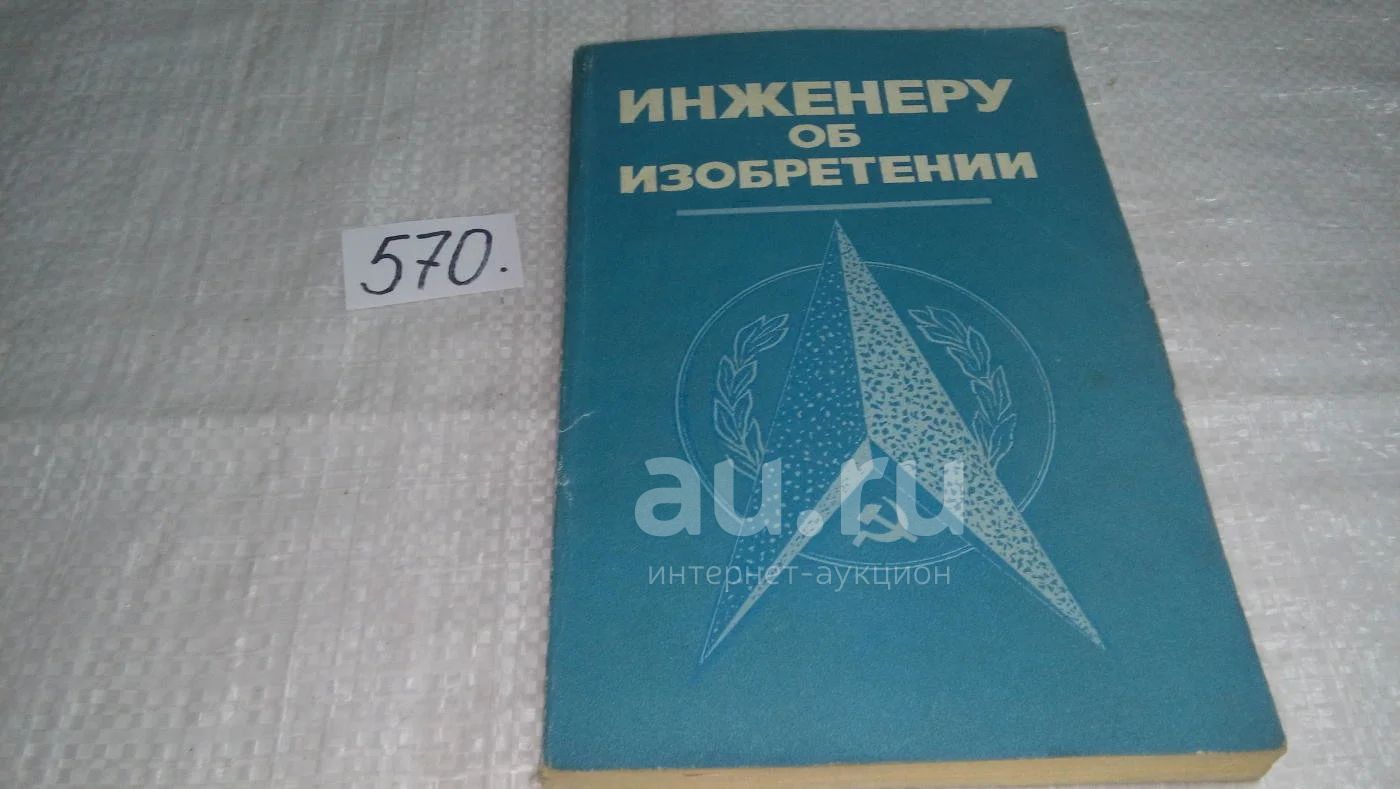 ИНЖЕНЕРУ
ОБ
ИЗОБРЕТЕНИИ
570.
au.ru
интернет-аукцион